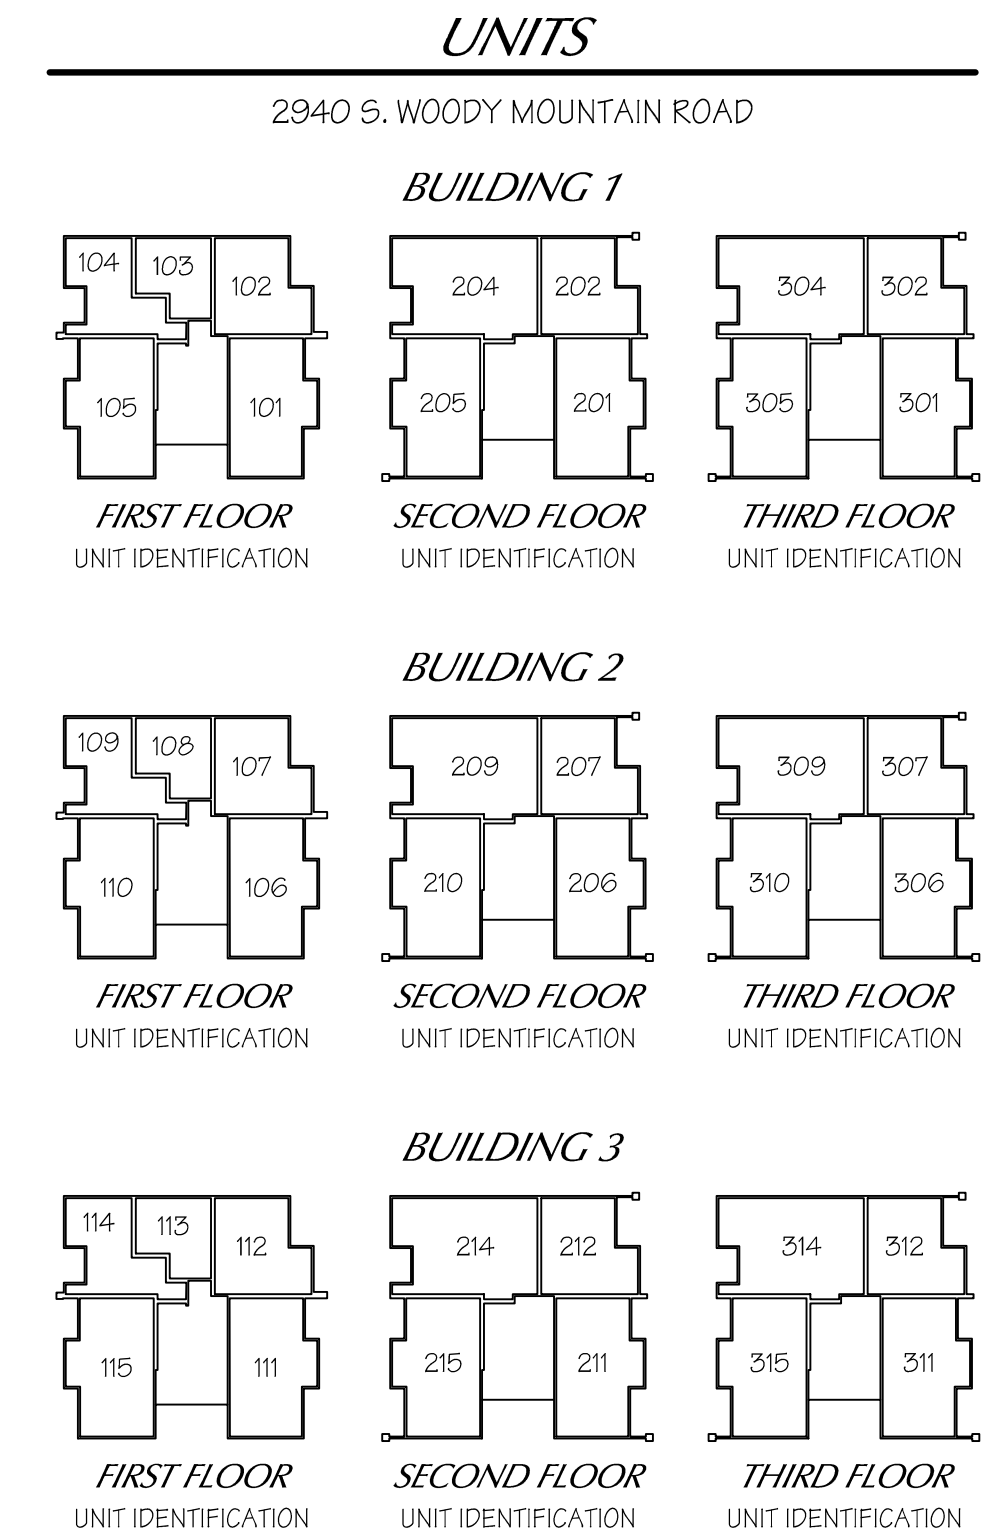 UNITS
2940 S. WOODY MOUNTAIN ROAD
BUILDING 1
104 103 102 204 202 304 302
105 101 205 201 305 301
FIRST FLOOR SECOND FLOOR THIRD FLOOR
UNIT IDENTIFICATION UNIT IDENTIFICATION UNIT IDENTIFICATION
BUILDING 2
109 108 107 209 207 309 307
110 106 210 206 310 306
FIRST FLOOR SECOND FLOOR THIRD FLOOR
UNIT IDENTIFICATION UNIT IDENTIFICATION UNIT IDENTIFICATION
BUILDING 3
114 113 112 214 212 314 312
115 111 215 211 315 311
FIRST FLOOR SECOND FLOOR THIRD FLOOR
UNIT IDENTIFICATION UNIT IDENTIFICATION UNIT IDENTIFICATION